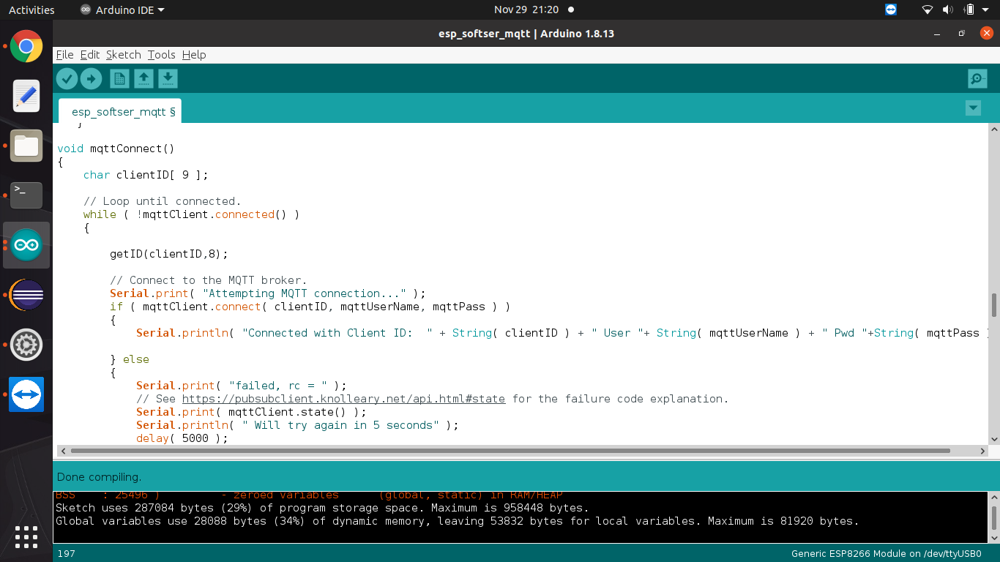 Activities Arduino IDE Nov 29 21:20
esp_softser_mqtt | Arduino 1.8.13
File Edit Sketch Tools Help
esp_softser_mqtt §
}
void mqttConnect()
{
char clientID[ 9 ];
// Loop until connected.
while ( !mqttClient.connected() )
{
getID(clientID,8);
// Connect to the MQTT broker.
Serial.print( "Attempting MQTT connection..." );
if ( mqttClient.connect( clientID, mqttUserName, mqttPass ) )
{
Serial.println( "Connected with Client ID:  " + String( clientID ) + " User "+ String( mqttUserName ) + " Pwd "+String( mqttPass )
} else
{
Serial.print( "failed, rc = " );
// See https://pubsubclient.knolleary.net/api.html#state for the failure code explanation.
Serial.print( mqttClient.state() );
Serial.println( " Will try again in 5 seconds" );
delay( 5000 );
Done compiling.
BSS    : 25496 )         - zeroed variables      (global, static) in RAM/HEAP
Sketch uses 287084 bytes (29%) of program storage space. Maximum is 958448 bytes.
Global variables use 28088 bytes (34%) of dynamic memory, leaving 53832 bytes for local variables. Maximum is 81920 bytes.
197 Generic ESP8266 Module on /dev/ttyUSB0